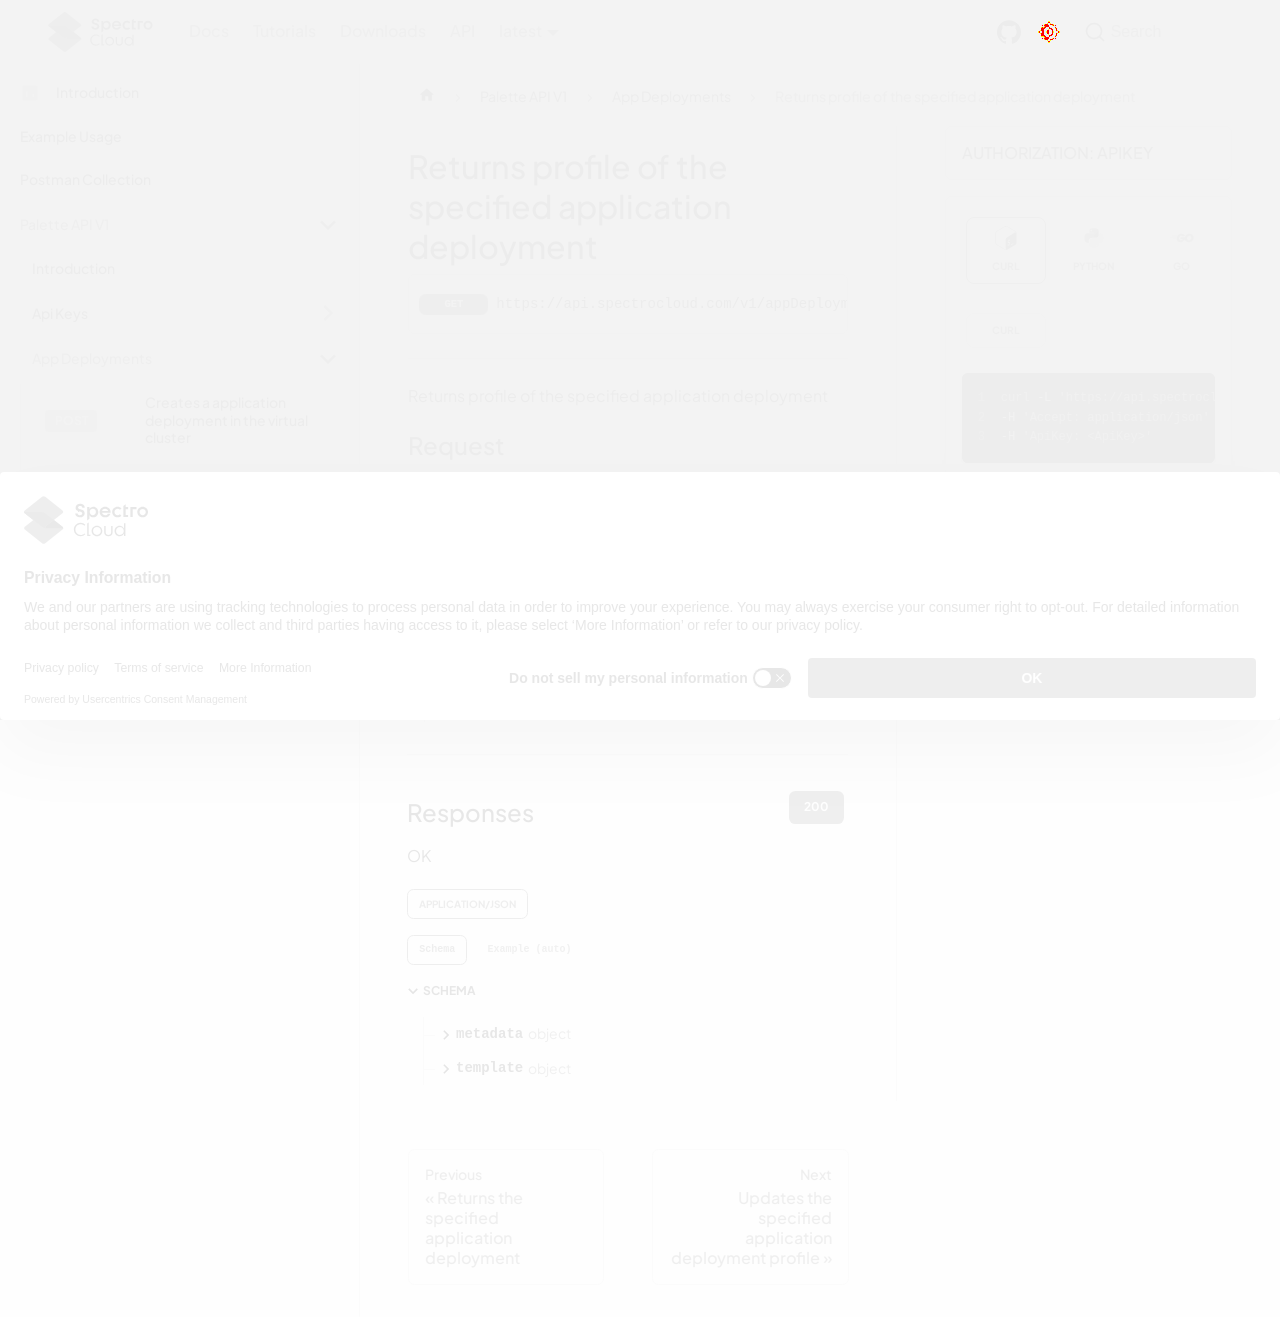 Spectro
Cloud
Docs Tutorials Downloads API latest
Search
Introduction
Palette API V1 App Deployments Returns profile of the specified application deployment
Example Usage
Postman Collection
Palette API V1
Introduction
Api Keys
App Deployments
Creates a application
deployment in the virtual
cluster
Returns profile of the
specified application
deployment
GET https://api.spectrocloud.com/v1/appDeploym
Returns profile of the specified application deployment
Request
AUTHORIZATION: APIKEY
CURL PYTHON GO
CURL
Spectro
Cloud
Privacy Information
We and our partners are using tracking technologies to process personal data in order to improve your experience. You may always exercise your consumer right to opt-out. For detailed information
about personal information we collect and third parties having access to it, please select ‘More Information’ or refer to our privacy policy.
Privacy policy Terms of service More Information
Do not sell my personal information
OK
Powered by Usercentrics Consent Management
Responses
200
OK
APPLICATION/JSON
Schema Example (auto)
SCHEMA
metadata object
template object
Previous
« Returns the
specified
application
deployment
Next
Updates the
specified
application
deployment profile »